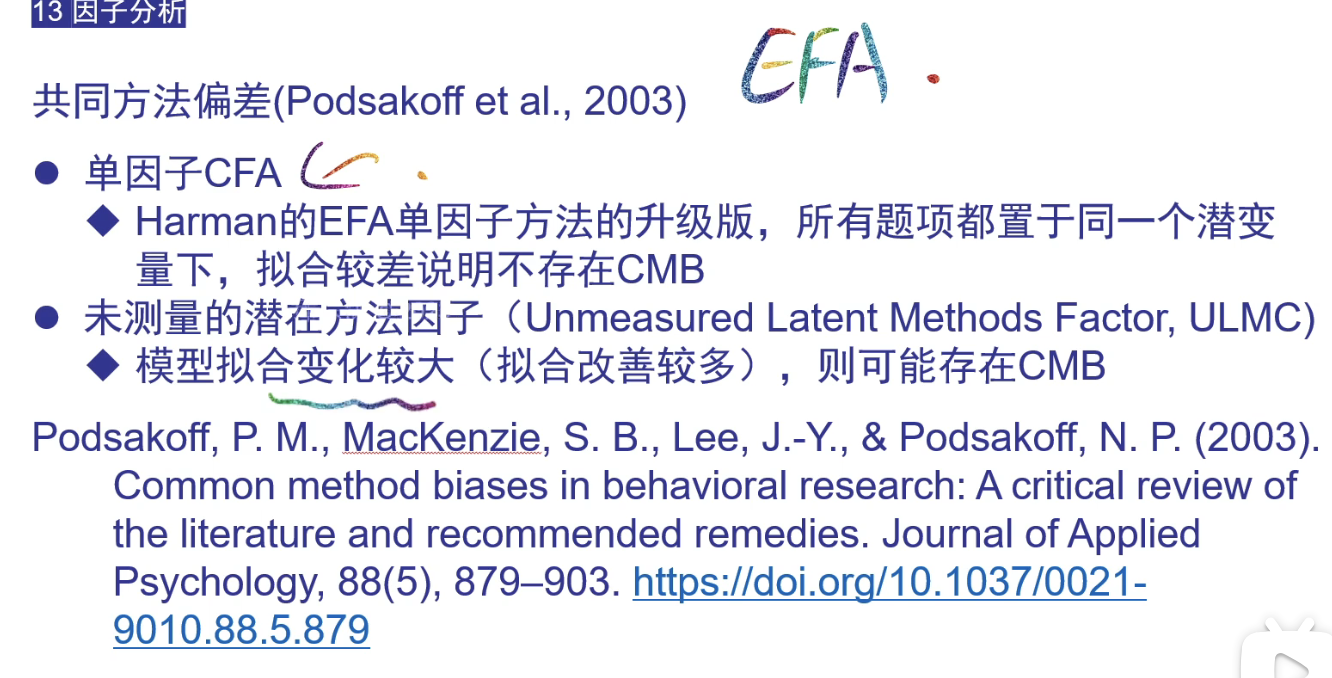 13 因子分析
EFA.
共同方法偏差(Podsakoff et al., 2003)
● 单因子CFA
◆ Harman的EFA单因子方法的升级版，所有题项都置于同一个潜变
量下，拟合较差说明不存在CMB
● 未测量的潜在方法因子（Unmeasured Latent Methods Factor, ULMC)
◆ 模型拟合变化较大（拟合改善较多），则可能存在CMB
Podsakoff, P. M., MacKenzie, S. B., Lee, J.-Y., & Podsakoff, N. P. (2003).
Common method biases in behavioral research: A critical review of
the literature and recommended remedies. Journal of Applied
Psychology, 88(5), 879–903. https://doi.org/10.1037/0021-
9010.88.5.879